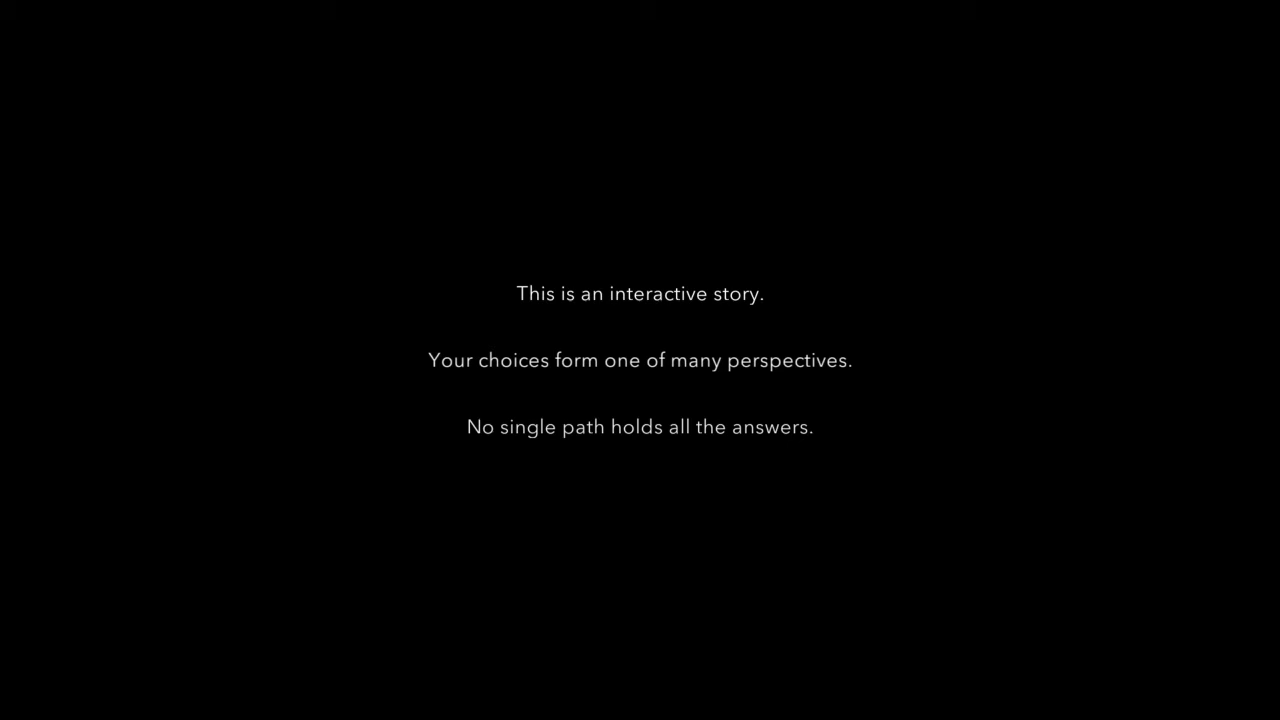 This is an interactive story.
Your choices form one of many perspectives.
No single path holds all the answers.